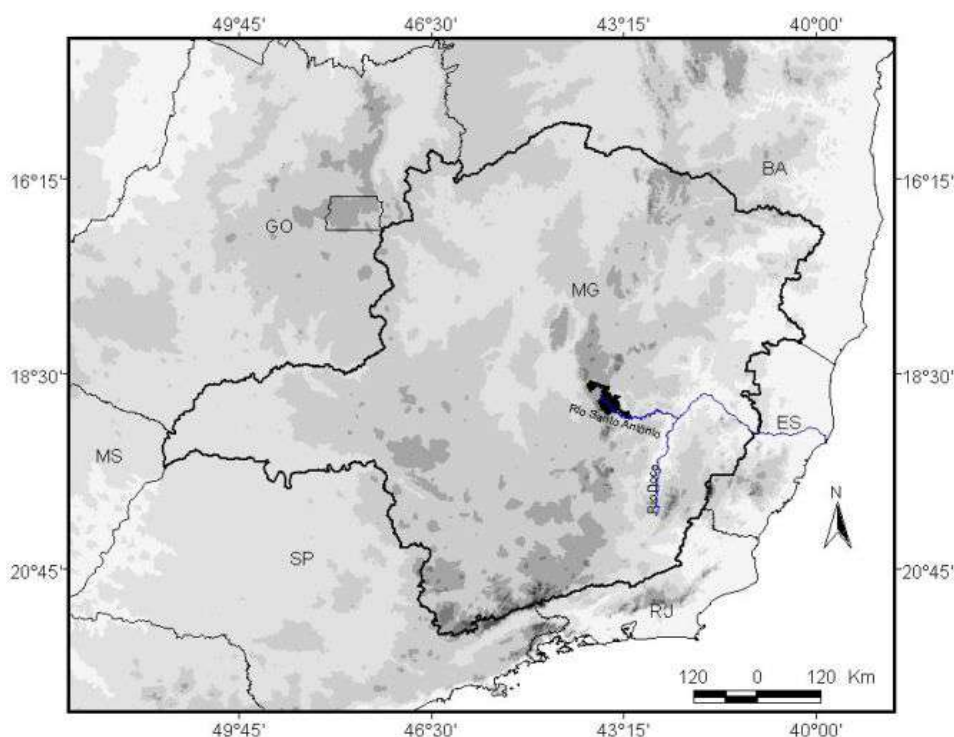 49°45' 46°30' 43°15' 40°00'
16°15' 16°15'
BA
GO
MG
18°30' 18°30'
Rio Santo Antônio
ES
MS
Rio Doce
N
SP
20°45' 20°45'
RJ
120 0 120 Km
49°45' 46°30' 43°15' 40°00'